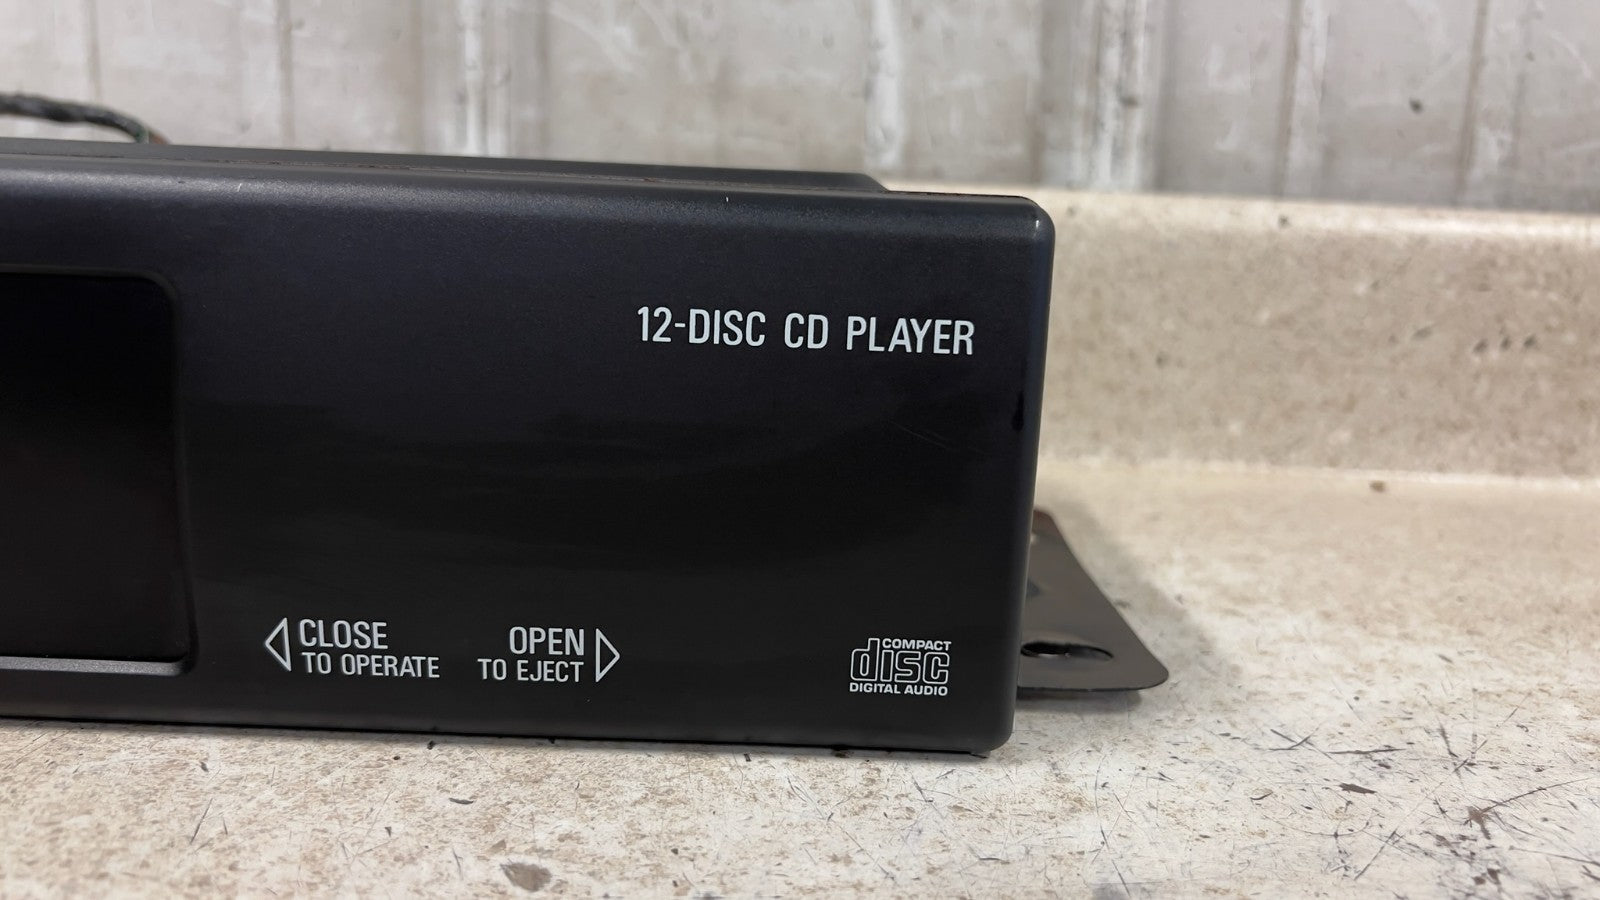 12-DISC CD PLAYER
CLOSE
TO OPERATE
OPEN
TO EJECT
COMPACT
disc
DIGITAL AUDIO